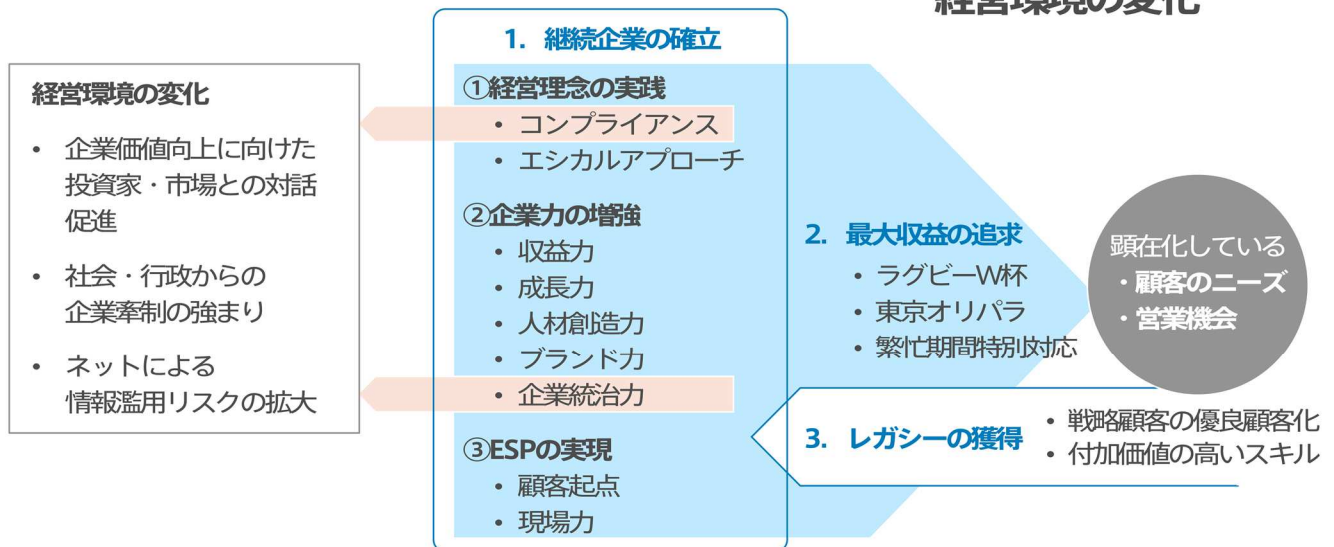 経営環境の変化
1. 継続企業の確立
経営環境の変化
• 企業価値向上に向けた
投資家・市場との対話
促進
• 社会・行政からの
企業牽制の強まり
• ネットによる
情報濫用リスクの拡大
①経営理念の実践
• コンプライアンス
• エシカルアプローチ
②企業力の増強
• 収益力
• 成長力
• 人材創造力
• ブランド力
• 企業統治力
③ESPの実現
• 顧客起点
• 現場力
2. 最大収益の追求
• ラグビーW杯
• 東京オリパラ
• 繁忙期間特別対応
顕在化している
・顧客のニーズ
・営業機会
3. レガシーの獲得
• 戦略顧客の優良顧客化
• 付加価値の高いスキル